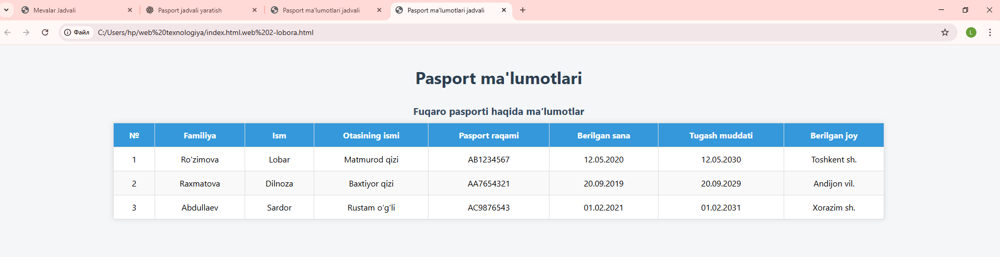 Mevalar Jadvali
Pasport jadvali yaratish
Pasport ma'lumotlari jadvali
Pasport ma'lumotlari jadvali
Файл C:/Users/hp/web%20texnologiya/index.html.web%202-lobora.html L
Pasport ma'lumotlari
Fuqaro pasporti haqida ma’lumotlar
№ Familiya Ism Otasining ismi Pasport raqami Berilgan sana Tugash muddati Berilgan joy
1 Ro'zimova Lobar Matmurod qizi AB1234567 12.05.2020 12.05.2030 Toshkent sh.
2 Raxmatova Dilnoza Baxtiyor qizi AA7654321 20.09.2019 20.09.2029 Andijon vil.
3 Abdullaev Sardor Rustam o‘g‘li AC9876543 01.02.2021 01.02.2031 Xorazim sh.